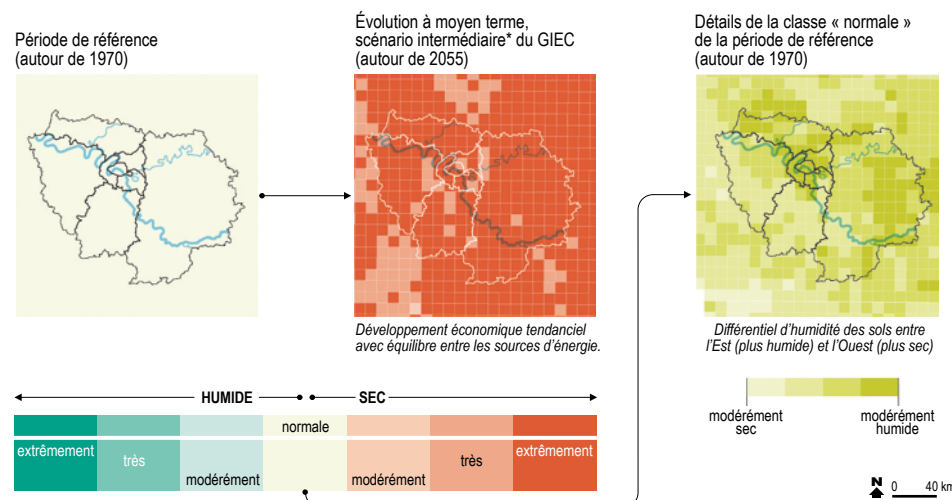 Période de référence
(autour de 1970)
Évolution à moyen terme,
scénario intermédiaire* du GIEC
(autour de 2055)
Détails de la classe « normale »
de la période de référence
(autour de 1970)
Développement économique tendanciel
avec équilibre entre les sources d'énergie.
Différentiel d'humidité des sols entre
l'Est (plus humide) et l'Ouest (plus sec)
HUMIDE
SEC
normale
extrêmement
très
modérément
modérément
très
extrêmement
modérément
sec
modérément
humide
N 0 40 km